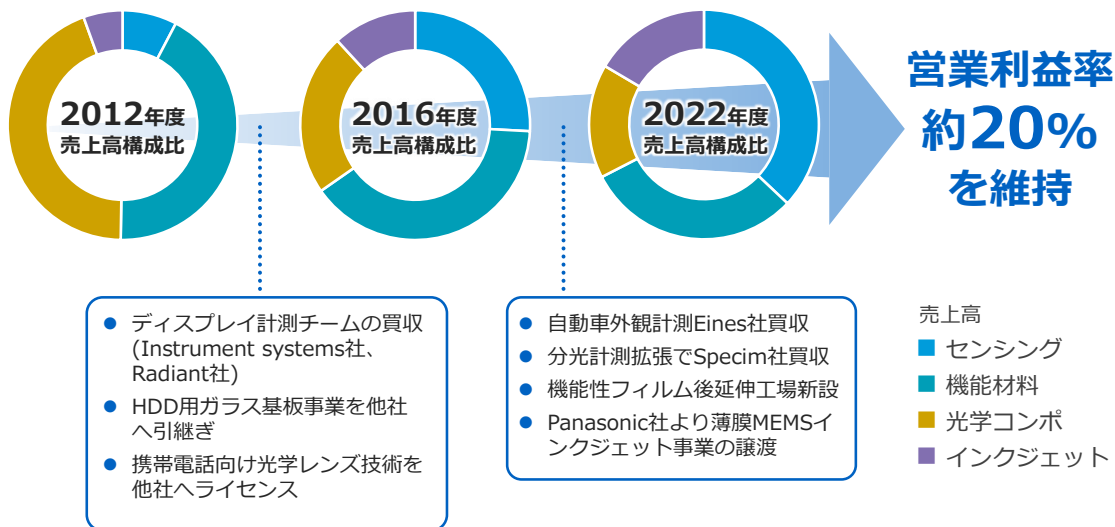 2012年度
売上高構成比
2016年度
売上高構成比
2022年度
売上高構成比
営業利益率
約20%
を維持
● ディスプレイ計測チームの買収
(Instrument systems社、
Radiant社)
● HDD用ガラス基板事業を他社
へ引継ぎ
● 携帯電話向け光学レンズ技術を
他社へライセンス
● 自動車外観計測Eines社買収
● 分光計測拡張でSpecim社買収
● 機能性フィルム後延伸工場新設
● Panasonic社より薄膜MEMSイ
ンクジェット事業の譲渡
売上高
センシング
機能材料
光学コンポ
インクジェット